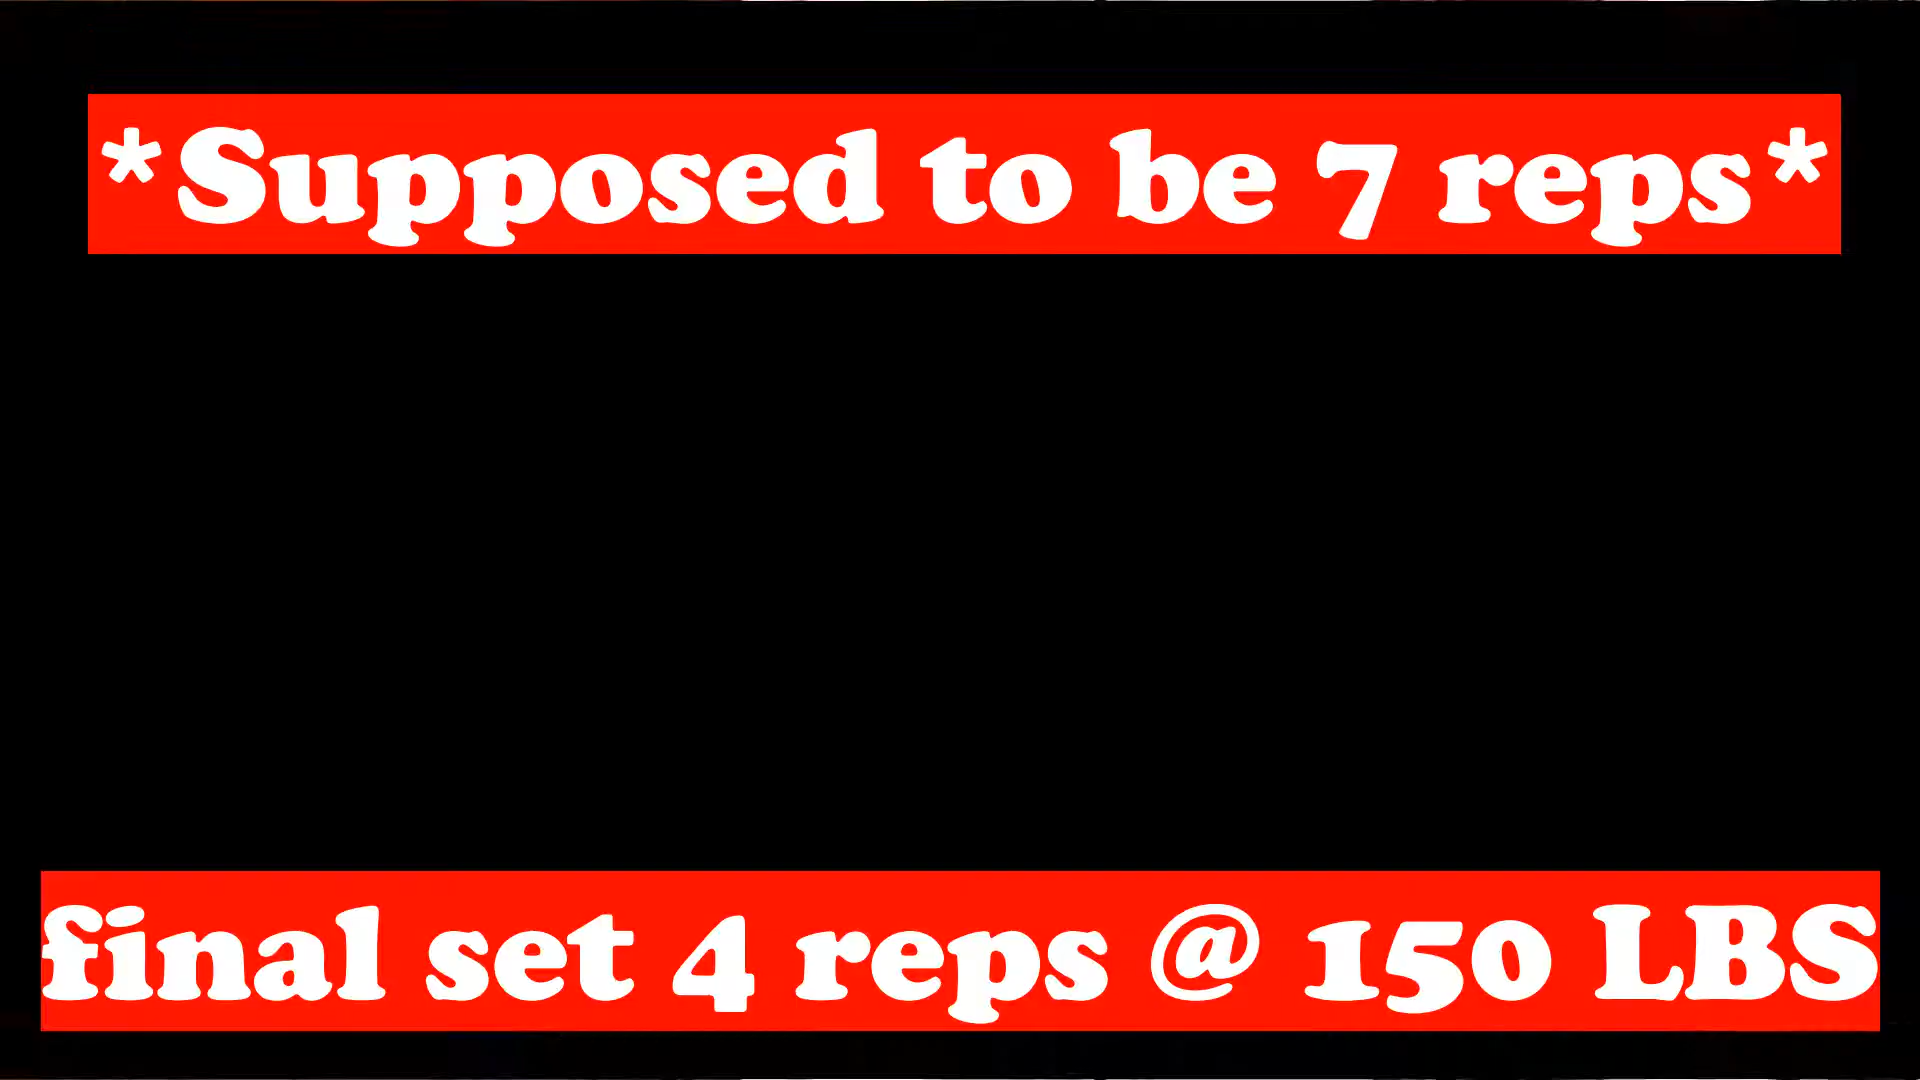 *Supposed to be 7 reps*
final set 4 reps @ 150 LBS